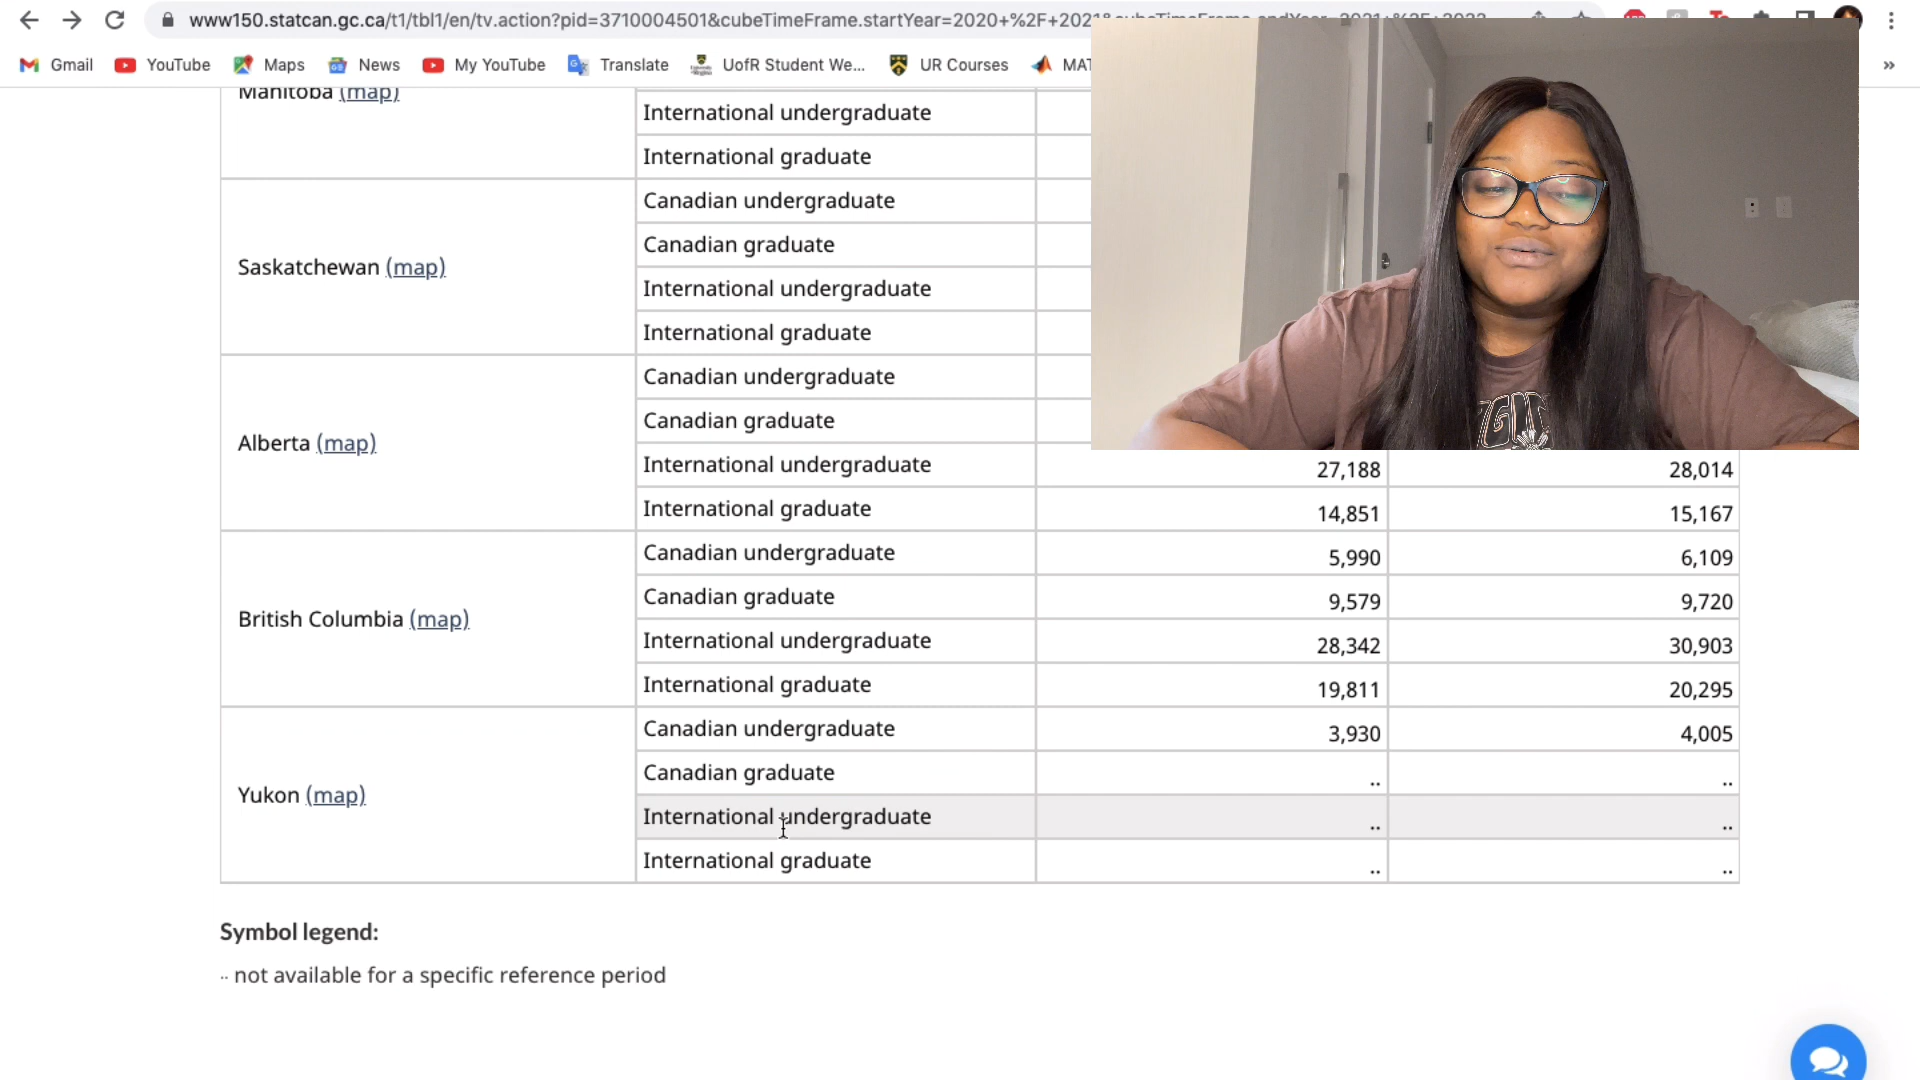 www150.statcan.gc.ca/t1/tbl1/en/tv.action?pid=3710004501&cubeTimeFrame.startYear=2020+%2F+2021
Gmail YouTube Maps News My YouTube Translate UofR Student We... UR Courses MAT »
Manitoba (map)
International undergraduate
International graduate
Saskatchewan (map)
Canadian undergraduate
Canadian graduate
International undergraduate
International graduate
Alberta (map)
Canadian undergraduate
Canadian graduate
International undergraduate 27,188 28,014
International graduate 14,851 15,167
British Columbia (map)
Canadian undergraduate 5,990 6,109
Canadian graduate 9,579 9,720
International undergraduate 28,342 30,903
International graduate 19,811 20,295
Yukon (map)
Canadian undergraduate 3,930 4,005
Canadian graduate .. ..
International undergraduate .. ..
International graduate .. ..
Symbol legend:
.. not available for a specific reference period